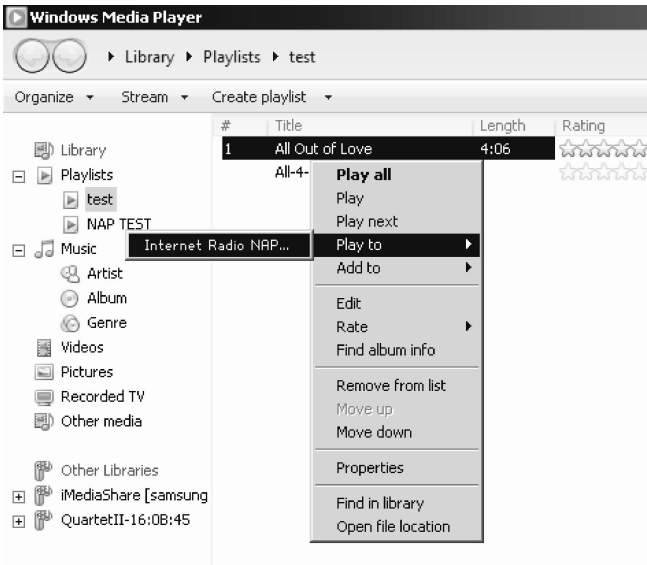 Windows Media Player
Library Playlists test
Organize Stream Create playlist
# Title Length Rating
1 All Out of Love 4:06
All-4-
Library
Playlists
test
NAP TEST
Music
Artist
Album
Genre
Videos
Pictures
Recorded TV
Other media
Other Libraries
iMediaShare [samsung
QuartetII-16:0B:45
Internet Radio NAP...
Play all
Play
Play next
Play to
Add to
Edit
Rate
Find album info
Remove from list
Move up
Move down
Properties
Find in library
Open file location